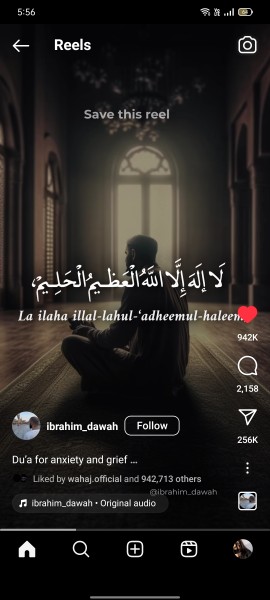 5:56
Reels
Save this reel
لَا إِلَهَ إِلَّا اللَّهُ الْعَظِيمُ الْحَلِيمُ،
La ilaha illal-lahul-‘adheemul-haleem
942K
2,158
256K
ibrahim_dawah
Follow
Du'a for anxiety and grief ...
Liked by wahaj.official and 942,713 others
@ibrahim_dawah
ibrahim_dawah • Original audio